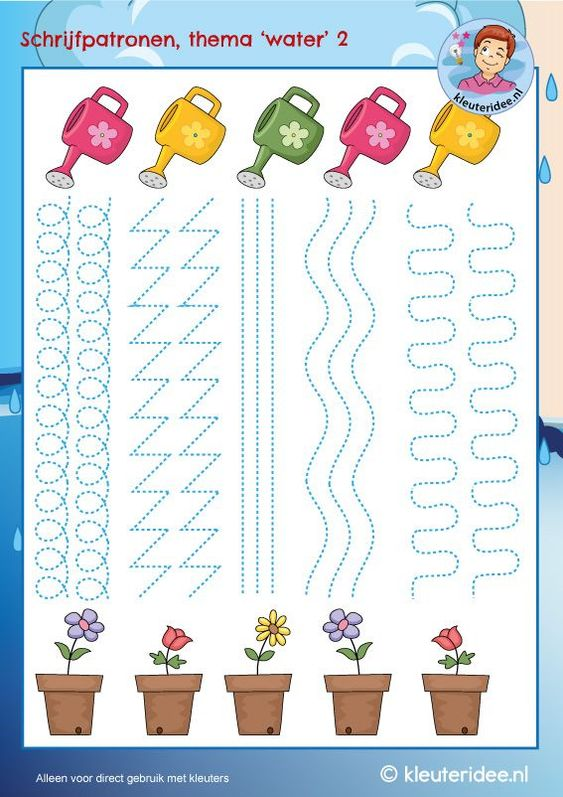 Schrijfpatronen, thema ‘water’ 2
kleuteridee.nl
Alleen voor direct gebruik met kleuters
© kleuteridee.nl